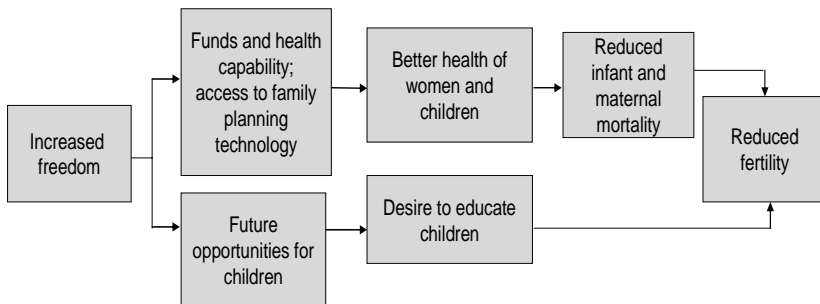 Increased
freedom
Funds and health
capability;
access to family
planning
technology
Better health of
women and
children
Reduced
infant and
maternal
mortality
Reduced
fertility
Future
opportunities for
children
Desire to educate
children